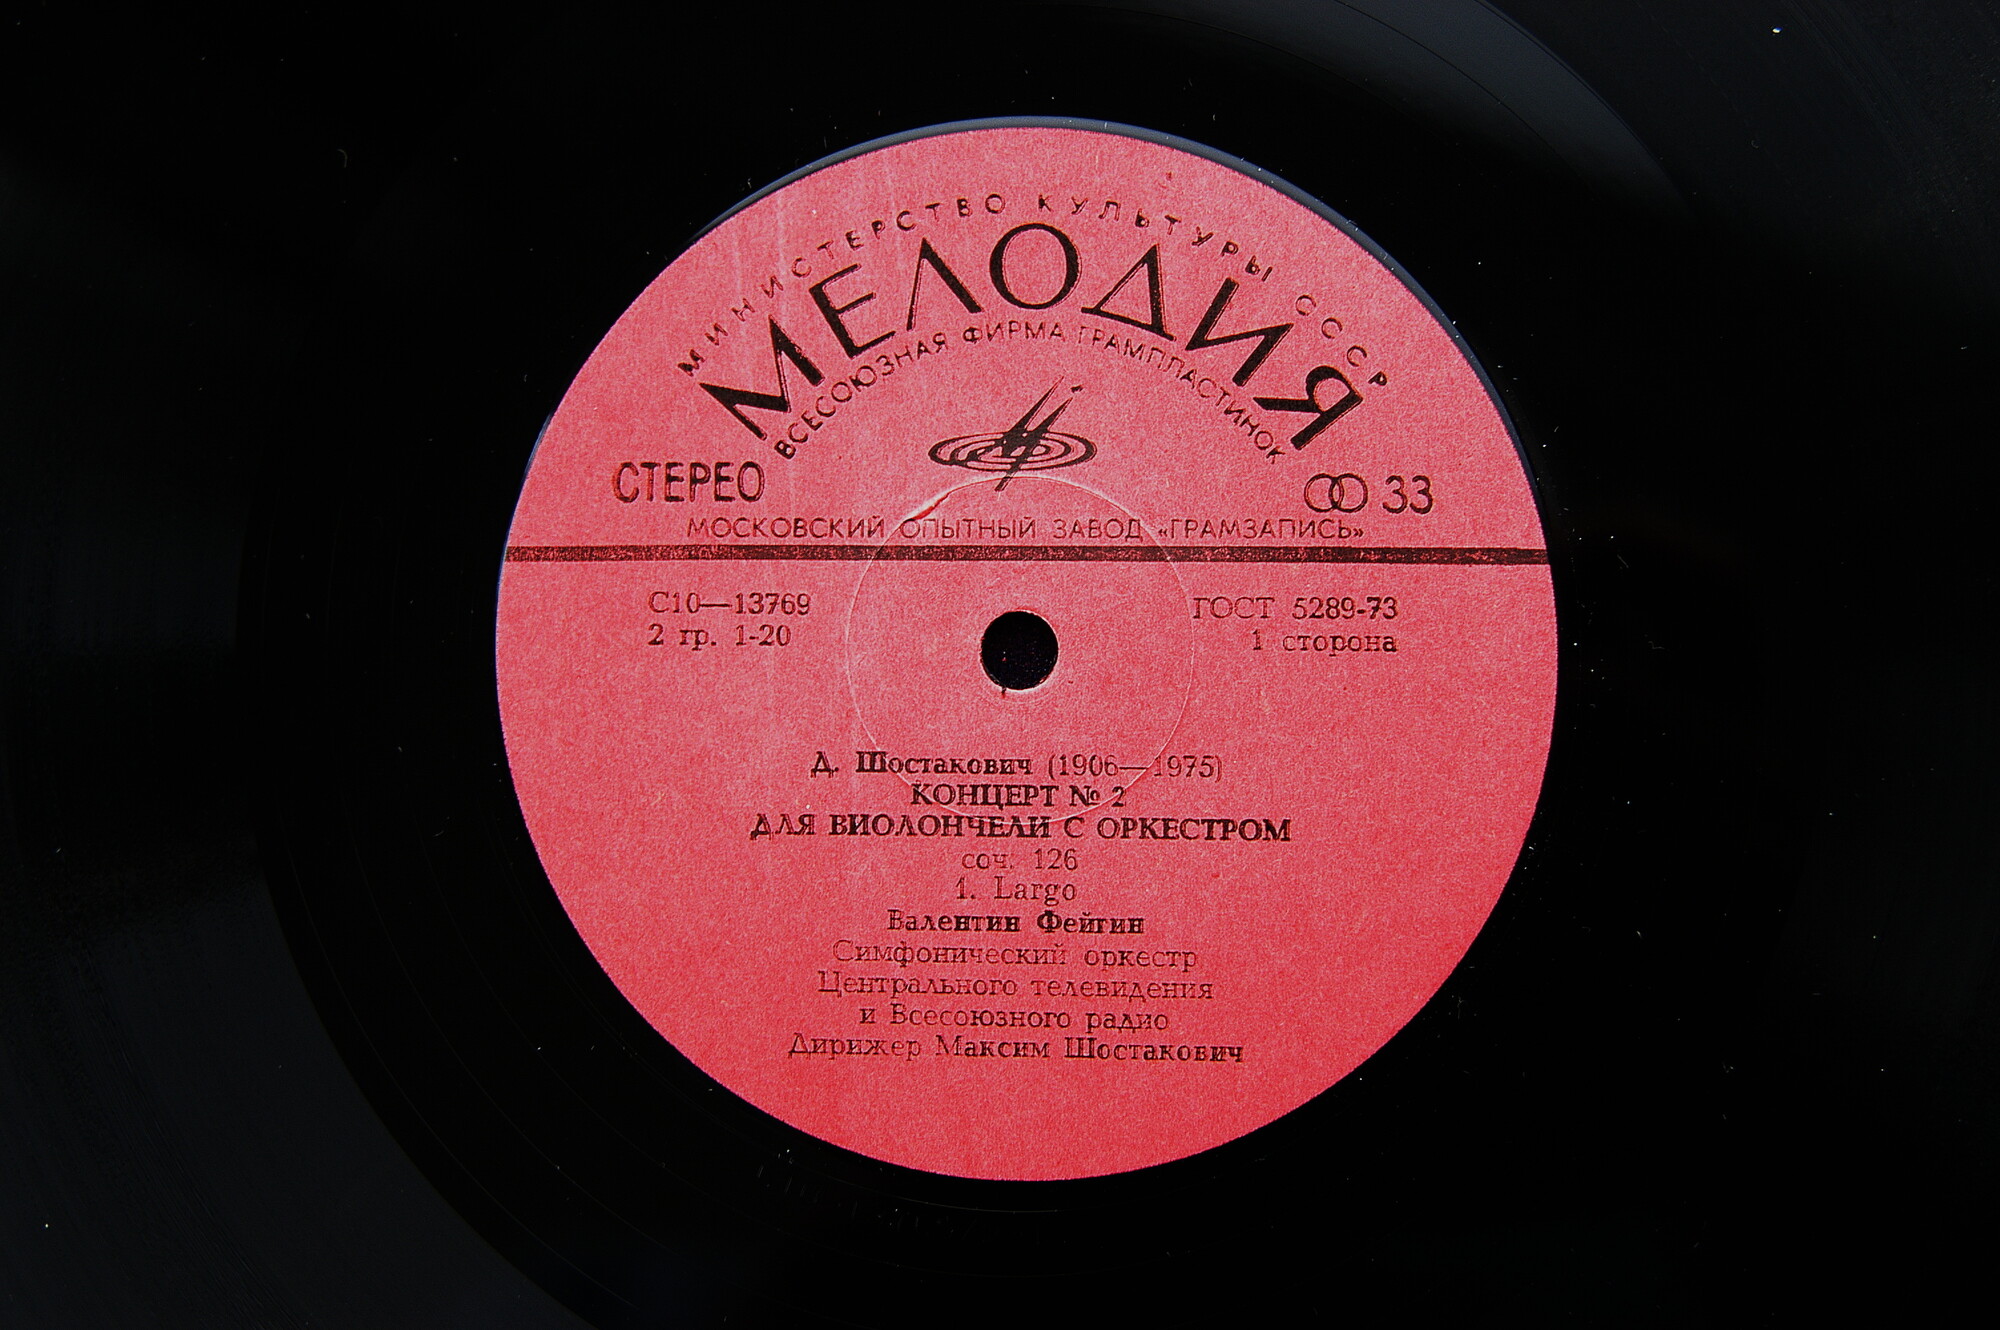 МИНИСТЕРСТВО КУЛЬТУРЫ СССР
МЕЛОДИЯ
ВСЕСОЮЗНАЯ ФИРМА ГРАМПЛАСТИНОК
СТЕРЕО
33
МОСКОВСКИЙ ОПЫТНЫЙ ЗАВОД «ГРАМЗАПИСЬ»
С10—13769
2 гр. 1-20
ГОСТ 5289-73
1 сторона
Д. Шостакович (1906—1975)
КОНЦЕРТ № 2
ДЛЯ ВИОЛОНЧЕЛИ С ОРКЕСТРОМ
соч. 126
1. Largo
Валентин Фейгин
Симфонический оркестр
Центрального телевидения
и Всесоюзного радио
Дирижер Максим Шостакович